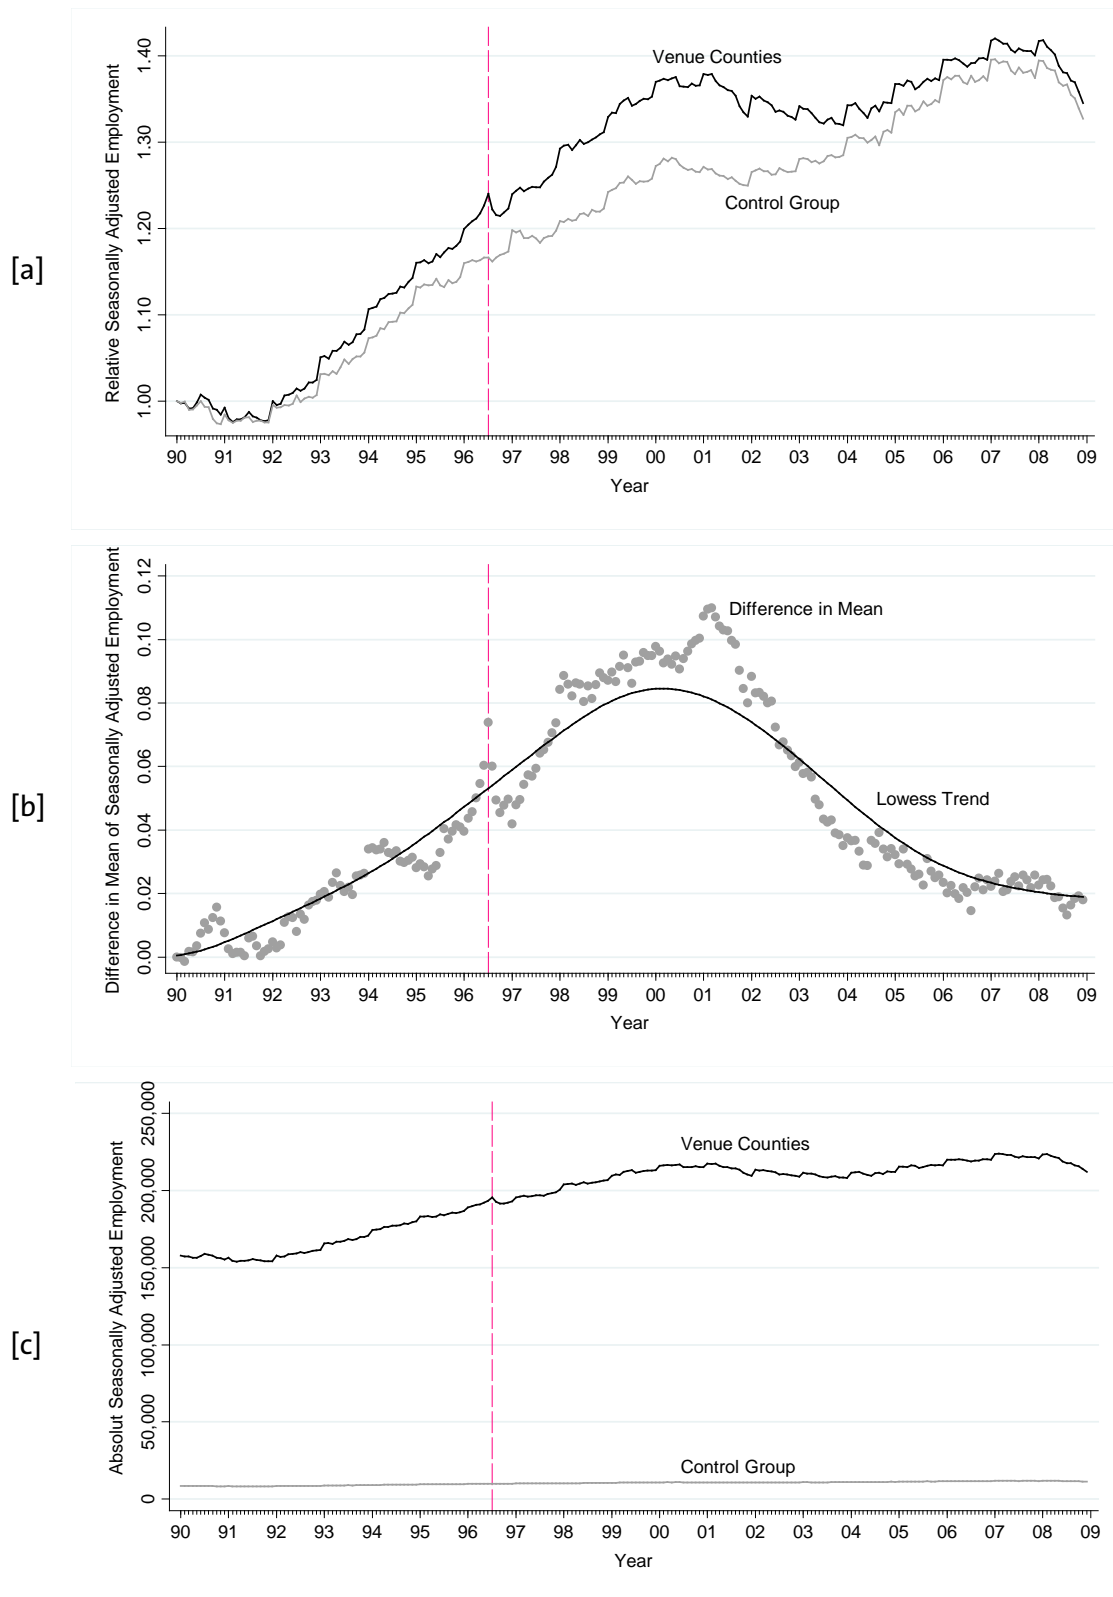 [a]
Relative Seasonally Adjusted Employment
1.40
1.30
1.20
1.10
1.00
Venue Counties
Control Group
90 91 92 93 94 95 96 97 98 99 00 01 02 03 04 05 06 07 08 09
Year
[b]
Difference in Mean of Seasonally Adjusted Employment
0.12
0.10
0.08
0.06
0.04
0.02
0.00
Difference in Mean
Lowess Trend
90 91 92 93 94 95 96 97 98 99 00 01 02 03 04 05 06 07 08 09
Year
[c]
Absolut Seasonally Adjusted Employment
250,000
200,000
150,000
100,000
50,000
0
Venue Counties
Control Group
90 91 92 93 94 95 96 97 98 99 00 01 02 03 04 05 06 07 08 09
Year